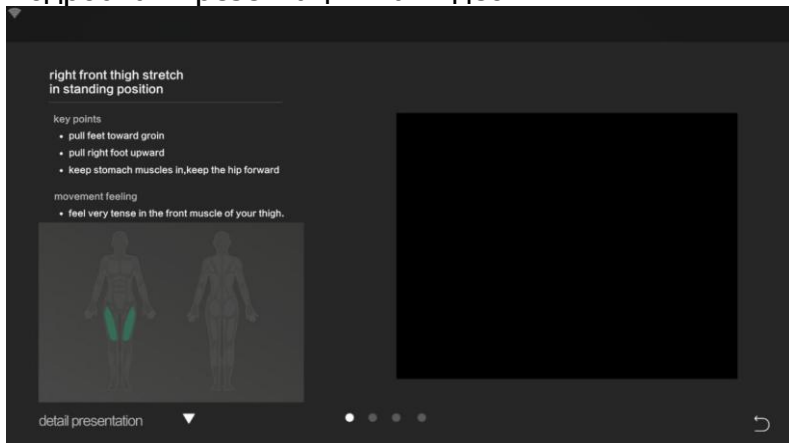 right front thigh stretch
in standing position
key points
• pull feet toward groin
• pull right foot upward
• keep stomach muscles in,keep the hip forward
movement feeling
• feel very tense in the front muscle of your thigh.
detail presentation